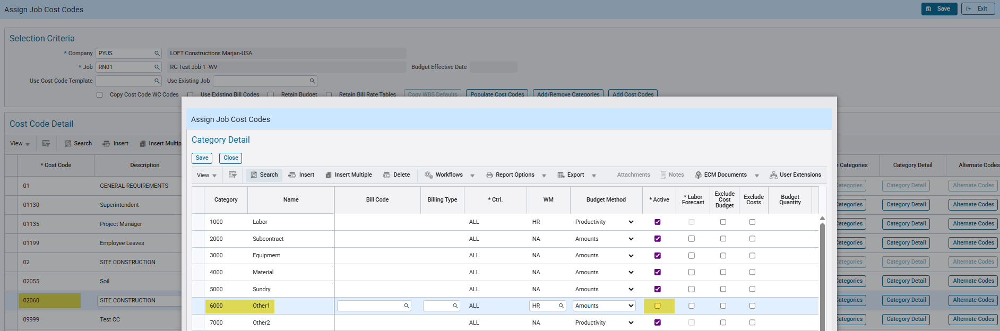 Assign Job Cost Codes
Save
Exit
Selection Criteria
* Company PYUS LOFT Constructions Marjan-USA
* Job RN01 RG Test Job 1 -WV Budget Effective Date
Use Cost Code Template Use Existing Job
Copy Cost Code WC Codes Use Existing Bill Codes Retain Budget Retain Bill Rate Tables Copy WBS Defaults Populate Cost Codes Add/Remove Categories Add Cost Codes
Cost Code Detail
View Search Insert Insert Multip
* Cost Code Description
01 GENERAL REQUIREMENTS
01130 Superintendent
01135 Project Manager
01199 Employee Leaves
02 SITE CONSTRUCTION
02055 Soil
02060 SITE CONSTRUCTION
09999 Test CC
Assign Job Cost Codes
Category Detail
Save Close
View Search Insert Insert Multiple Delete Workflows Report Options Export Attachments Notes ECM Documents User Extensions
Category Name Bill Code Billing Type * Ctrl. WM Budget Method * Active * Labor Forecast Exclude Cost Budget Exclude Costs Budget Quantity
1000 Labor ALL HR Productivity
2000 Subcontract ALL NA Amounts
3000 Equipment ALL NA Amounts
4000 Material ALL NA Amounts
5000 Sundry ALL NA Amounts
6000 Other1 ALL HR Amounts
7000 Other2 ALL NA Productivity
e Categories Category Detail Alternate Codes
Categories Category Detail Alternate Codes
Categories Category Detail Alternate Codes
Categories Category Detail Alternate Codes
Categories Category Detail Alternate Codes
Categories Category Detail Alternate Codes
Categories Category Detail Alternate Codes
Categories Category Detail Alternate Codes
Categories Category Detail Alternate Codes